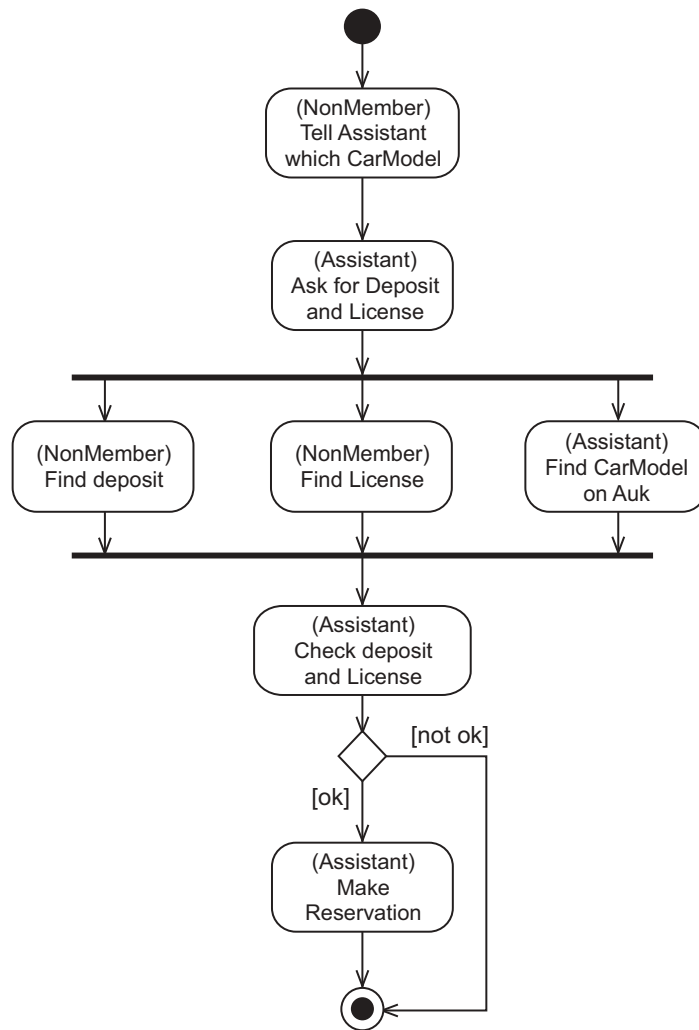 (NonMember)
Tell Assistant
which CarModel
(Assistant)
Ask for Deposit
and License
(NonMember)
Find deposit
(NonMember)
Find License
(Assistant)
Find CarModel
on Auk
(Assistant)
Check deposit
and License
[not ok]
[ok]
(Assistant)
Make
Reservation